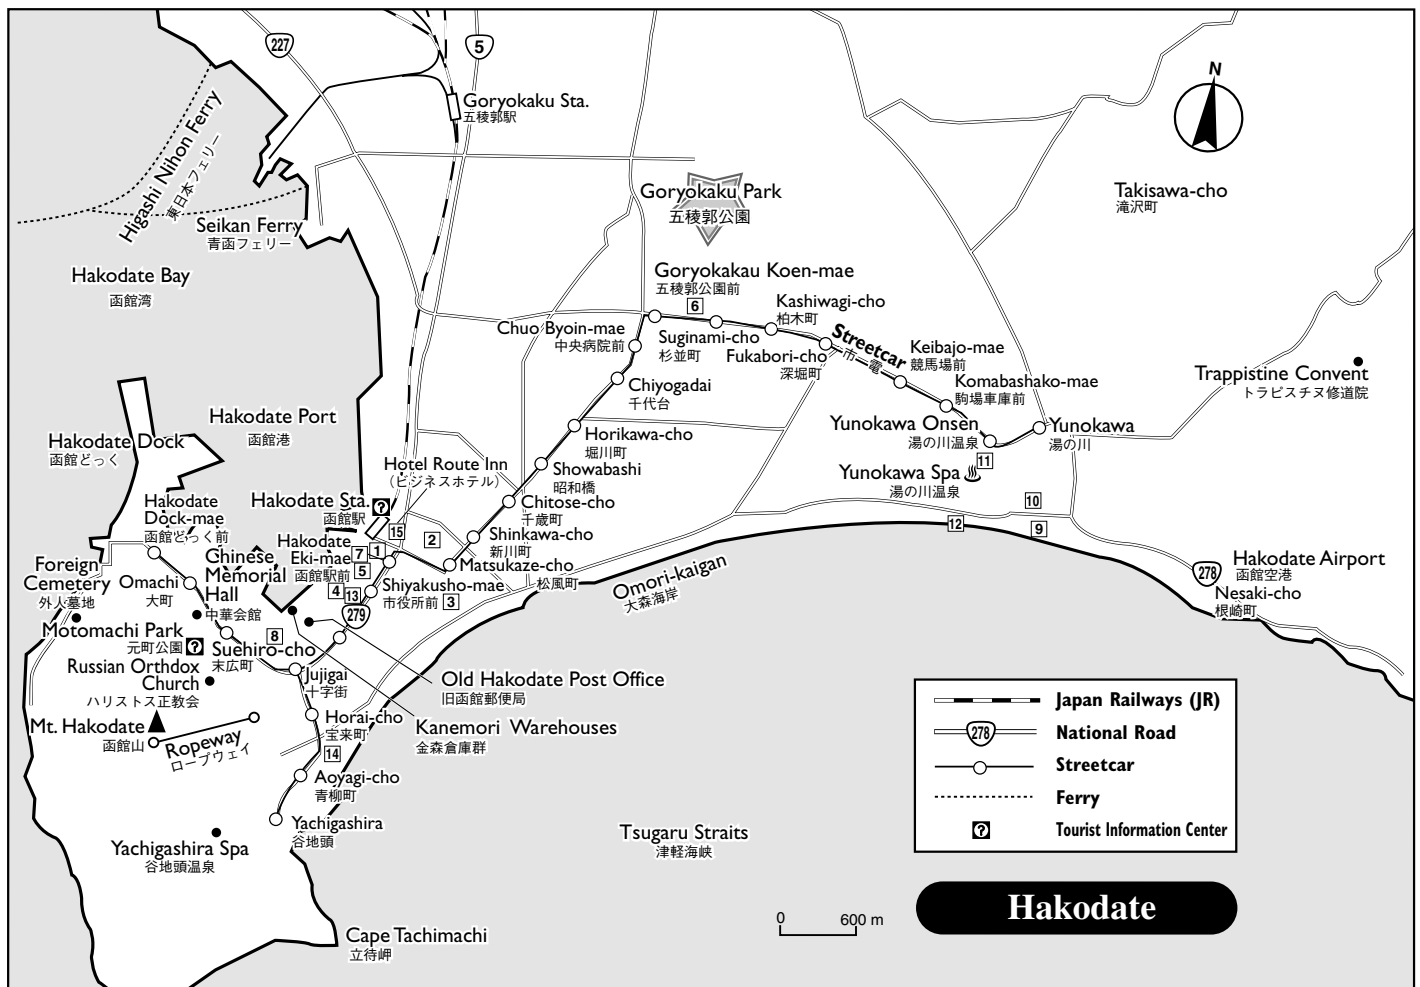 227
5
N
Goryokaku Sta.
五稜郭駅
Higashi Nihon Ferry
東日本フェリー
Seikan Ferry
青函フェリー
Goryokaku Park
五稜郭公園
Takisawa-cho
滝沢町
Hakodate Bay
函館湾
Goryokakau Koen-mae
五稜郭公園前
6
Kashiwagi-cho
柏木町
Chuo Byoin-mae
中央病院前
Suginami-cho
杉並町
Fukabori-cho
深堀町
Streetcar
市電
Keibajo-mae
競馬場前
Komabashako-mae
駒場車庫前
Trappistine Convent
トラピスチヌ修道院
Chiyogadai
千代台
Hakodate Port
函館港
Hakodate Dock
函館どっく
Horikawa-cho
堀川町
Yunokawa Onsen
湯の川温泉
Yunokawa
湯の川
11
Yunokawa Spa
湯の川温泉
Hotel Route Inn
（ビジネスホテル）
Showabashi
昭和橋
Hakodate Sta.
函館駅
?
Chitose-cho
千歳町
10
12
9
Hakodate
Dock-mae
函館どっく前
15
2
Shinkawa-cho
新川町
Hakodate
Eki-mae
函館駅前
7
1
5
Matsukaze-cho
松風町
Foreign
Cemetery
外人墓地
Chinese
Memorial
Hall
中華会館
Omachi
大町
4
13
Shiyakusho-mae
市役所前
3
279
Omori-kaigan
大森海岸
Hakodate Airport
函館空港
278
Nesaki-cho
根崎町
Motomachi Park
元町公園
?
8
Suehiro-cho
末広町
Russian Orthdox
Church
ハリストス正教会
Jujigai
十字街
Old Hakodate Post Office
旧函館郵便局
Kanemori Warehouses
金森倉庫群
Mt. Hakodate
函館山
Ropeway
ロープウェイ
Horai-cho
宝来町
14
Aoyagi-cho
青柳町
Yachigashira
谷地頭
Yachigashira Spa
谷地頭温泉
Tsugaru Straits
津軽海峡
Cape Tachimachi
立待岬
Japan Railways (JR)
278
National Road
Streetcar
Ferry
?
Tourist Information Center
0
600 m
Hakodate